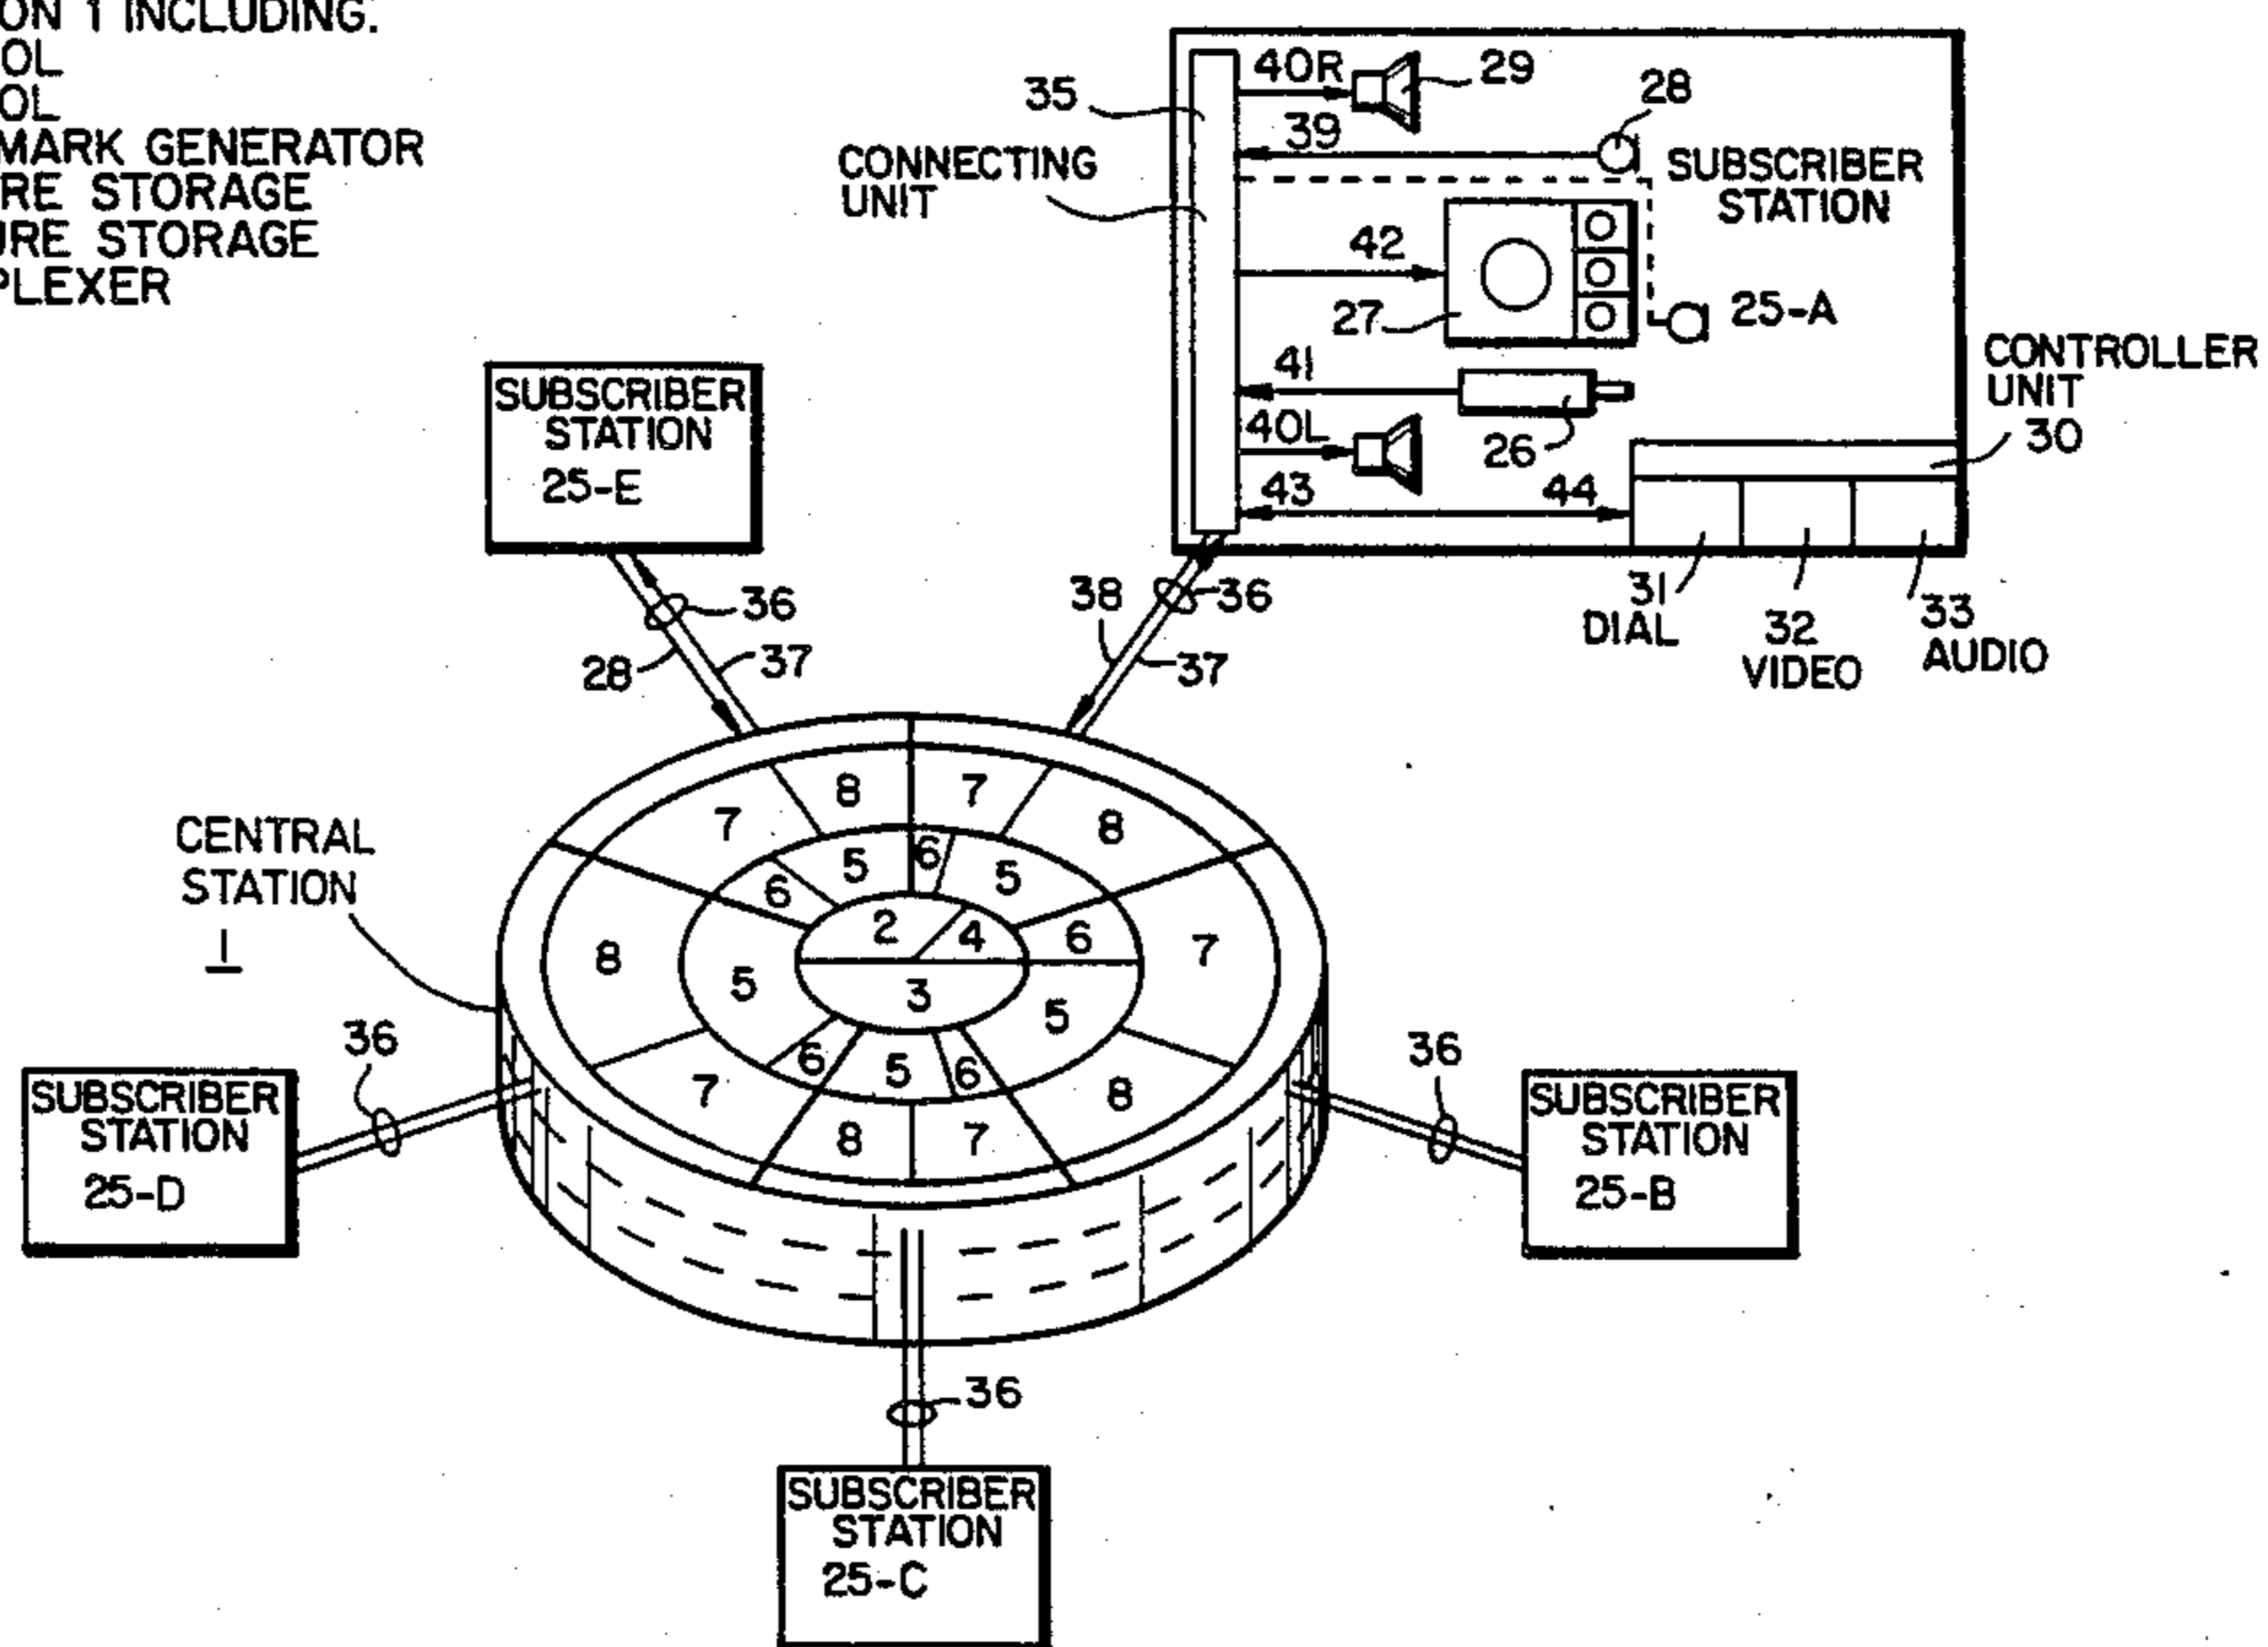 ON 1 INCLUDING.
OL
OL
MARK GENERATOR
RE STORAGE
URE STORAGE
PLEXER
40R
29
28
35
39
CONNECTING
UNIT
SUBSCRIBER
STATION
42
27
25-A
41
26
CONTROLLER
UNIT
30
40L
43
44
31
DIAL
32
VIDEO
33
AUDIO
SUBSCRIBER
STATION
25-E
36
28
37
38
36
37
CENTRAL
STATION
1
8
7
7
8
5
6
5
6
2
4
6
7
8
5
3
5
6
5
6
7
8
8
7
36
SUBSCRIBER
STATION
25-D
36
SUBSCRIBER
STATION
25-B
36
SUBSCRIBER
STATION
25-C